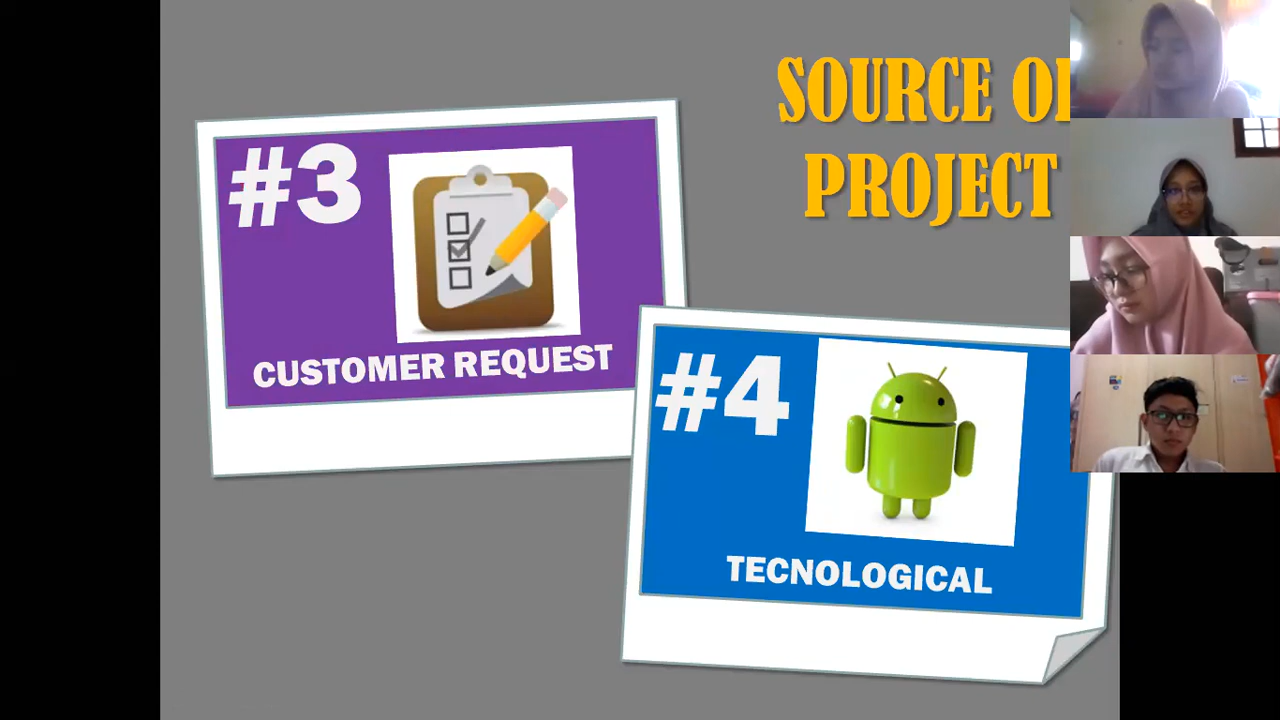 SOURCE OF
PROJECT
#3
CUSTOMER REQUEST
#4
TECNOLOGICAL